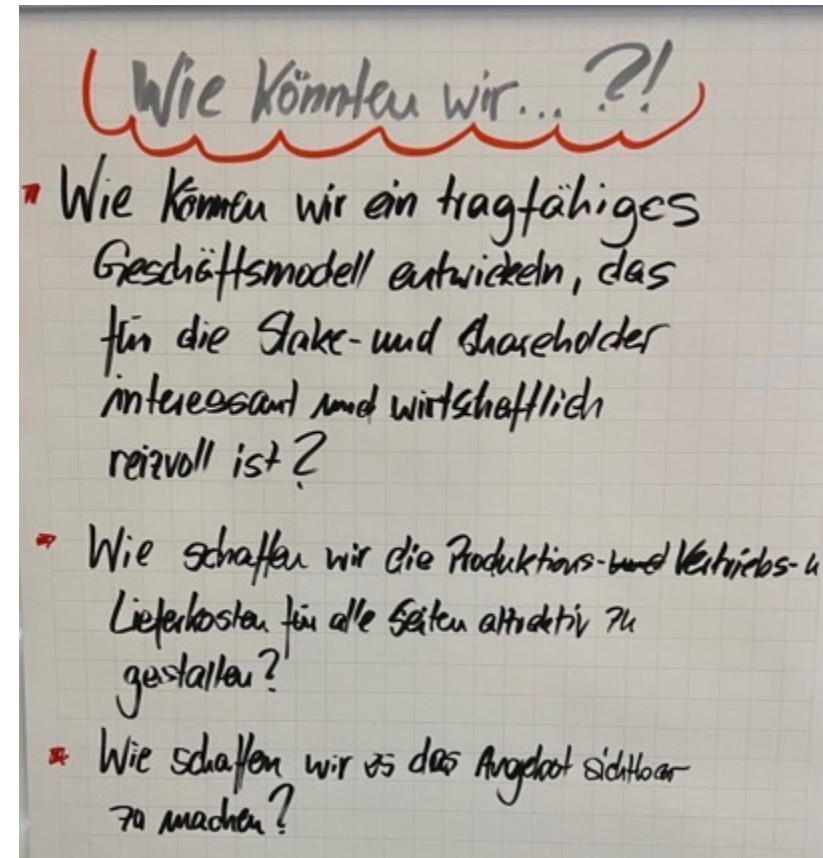 Wie Könnten wir... ?!
Wie Können wir ein tragfähiges
Geschäftsmodell entwickeln, das
für die Stake- und Shareholder
interessant und wirtschaftlich
reizvoll ist?
Wie schaffen wir die Produktions- und Vertriebs- u
Lieferkosten für alle Seiten attraktiv zu
gestalten?
Wie schaffen wir es das Angebot sichtbar
zu machen?